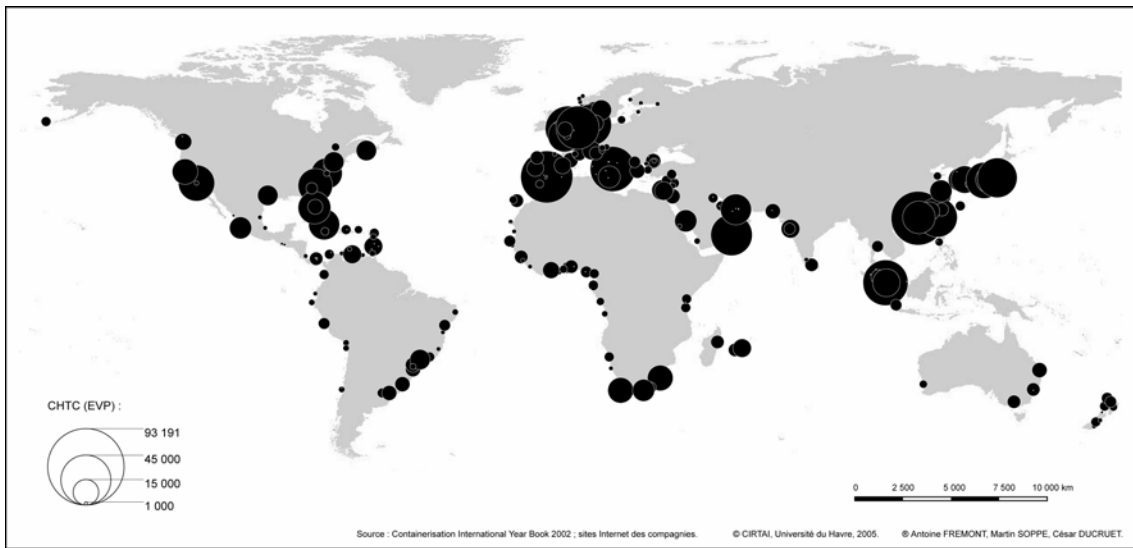 CHTC (EVP) :
93 191
45 000
15 000
1 000
0 2 500 5 000 7 500 10 000 km
Source : Containerisation International Year Book 2002 ; sites Internet des compagnies. © CIRTAI, Université du Havre, 2005. ® Antoine FREMONT, Martin SOPPE, César DUCRUET.